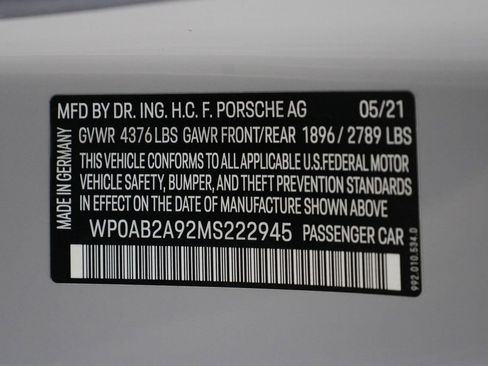 MFD BY DR. ING. H.C. F. PORSCHE AG 05/21
GVWR 4376 LBS GAWR FRONT/REAR 1896 / 2789 LBS
THIS VEHICLE CONFORMS TO ALL APPLICABLE U.S.FEDERAL MOTOR
VEHICLE SAFETY, BUMPER, AND THEFT PREVENTION STANDARDS
IN EFFECT ON THE DATE OF MANUFACTURE SHOWN ABOVE
WP0AB2A92MS222945 PASSENGER CAR
MADE IN GERMANY
992.010.534.D